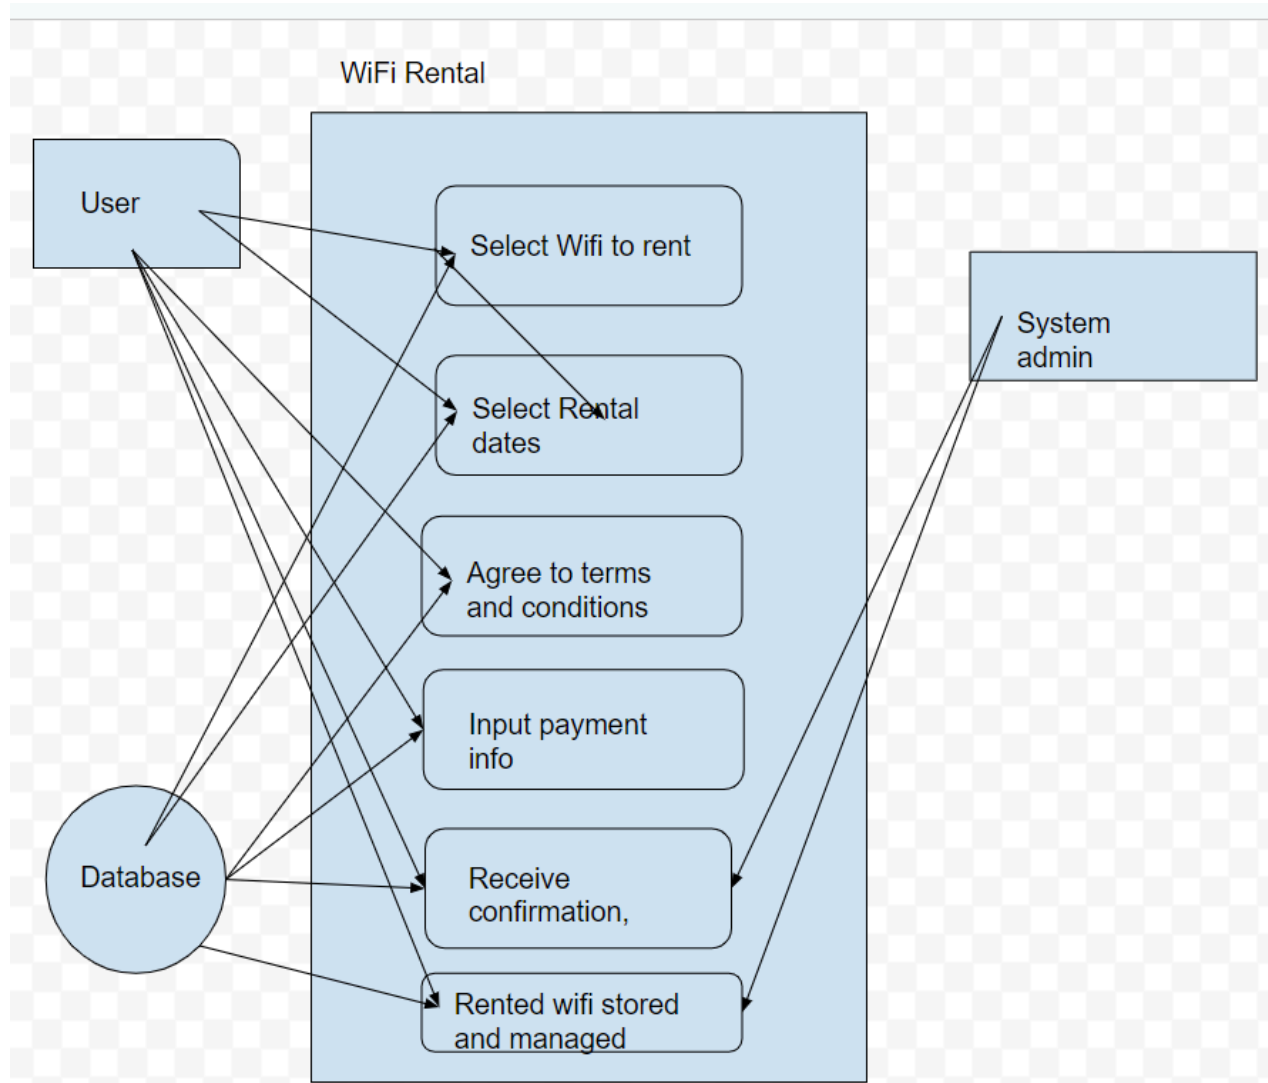 WiFi Rental
User
Select Wifi to rent
System
admin
Select Rental
dates
Agree to terms
and conditions
Input payment
info
Database
Receive
confirmation,
Rented wifi stored
and managed